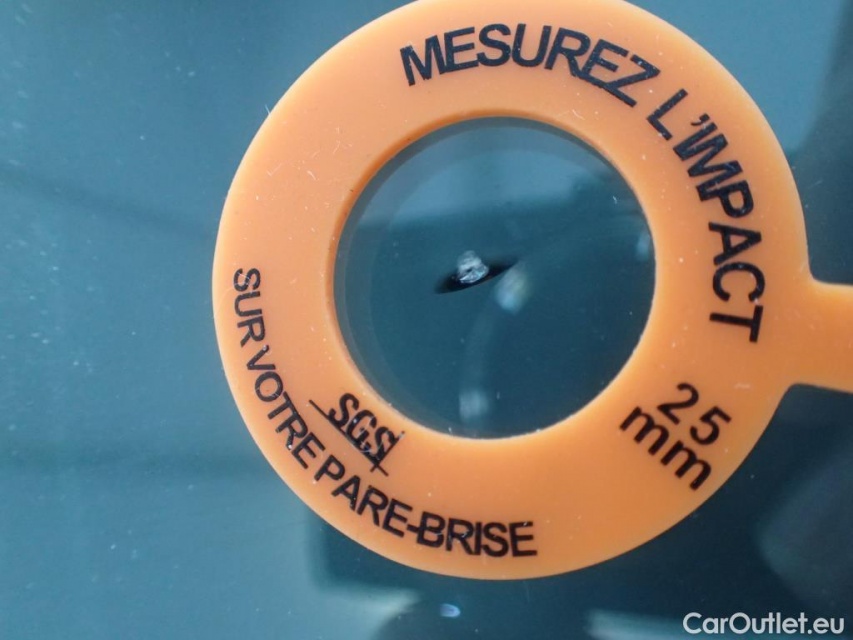 MESUREZ L'IMPACT
SUR VOTRE PARE-BRISE
SGS
25
mm
CarOutlet.eu